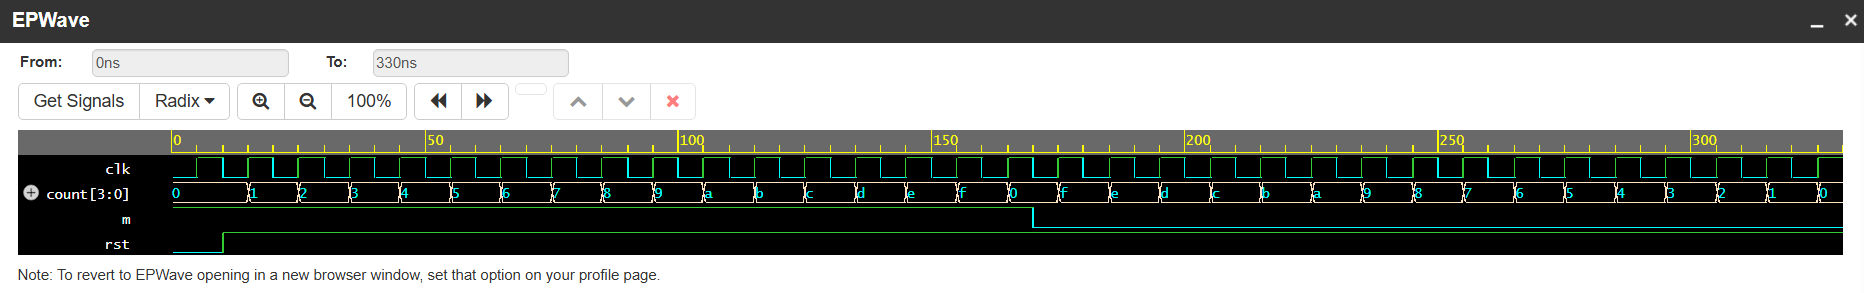 EPWave
From: 0ns To: 330ns
Get Signals Radix 100%
0 50 100 150 200 250 300
clk
count[3:0] 0 1 2 3 4 5 6 7 8 9 a b c d e f 0 f e d c b a 9 8 7 6 5 4 3 2 1 0
m
rst
Note: To revert to EPWave opening in a new browser window, set that option on your profile page.